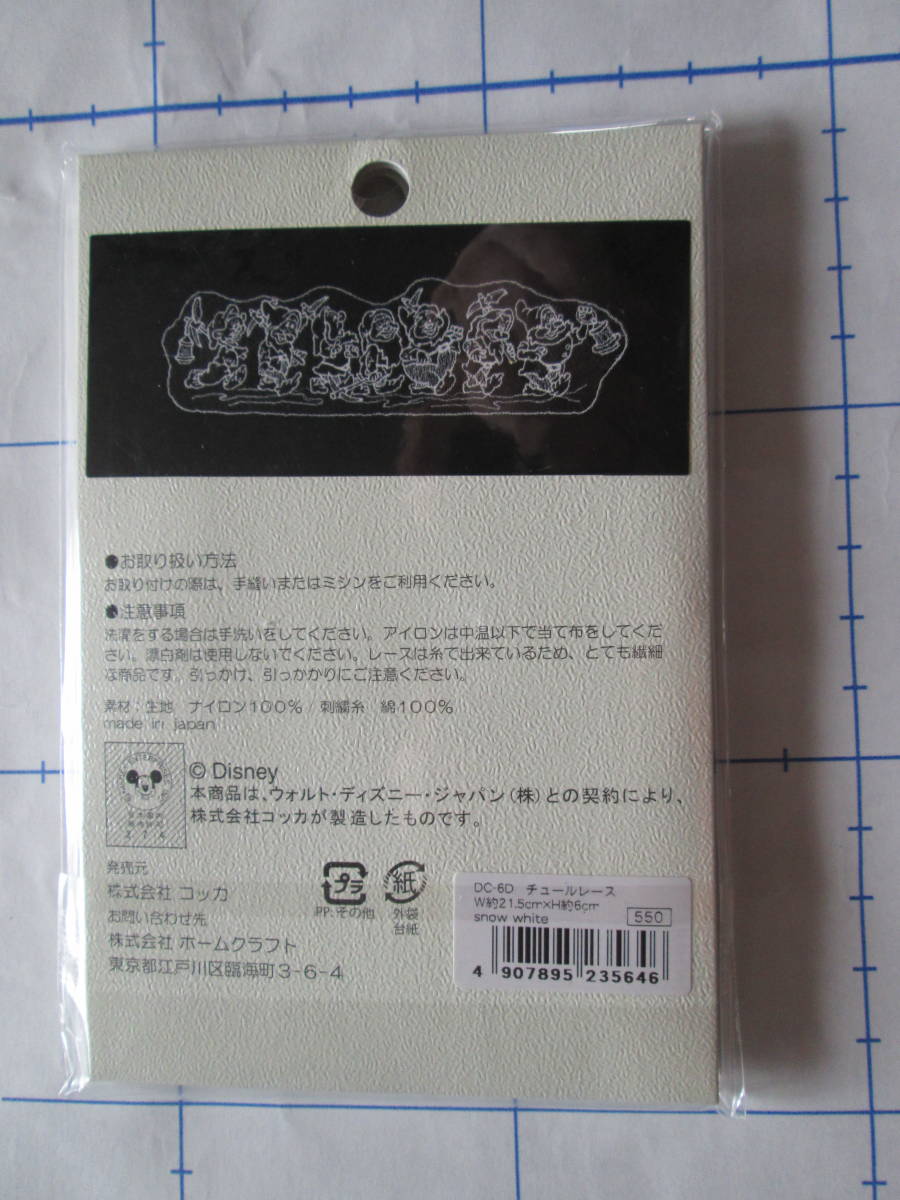 ●お取り扱い方法
お取り付けの際は、手縫いまたはミシンをご利用ください。
●注意事項
洗濯をする場合は手洗いをしてください。アイロンは中温以下で当て布をしてくだ
さい。漂白剤は使用しないでください。レースは糸で出来ているため、とても繊細
な商品です。引っかけ、引っかかりにご注意ください。
素材：生地 ナイロン100% / 刺繍糸 綿100%
made in japan
© Disney
本商品は、ウォルト・ディズニー・ジャパン(株)との契約により、
株式会社コッカが製造したものです。
214
発売元
株式会社 コッカ
お問い合わせ先
株式会社 ホームクラフト
東京都江戸川区臨海町3-6-4
プラ
PP:その他
紙
外袋
台紙
DC-6D チュールレース
W約21.5cm×H約6cm
snow white
550
4 907895 235646